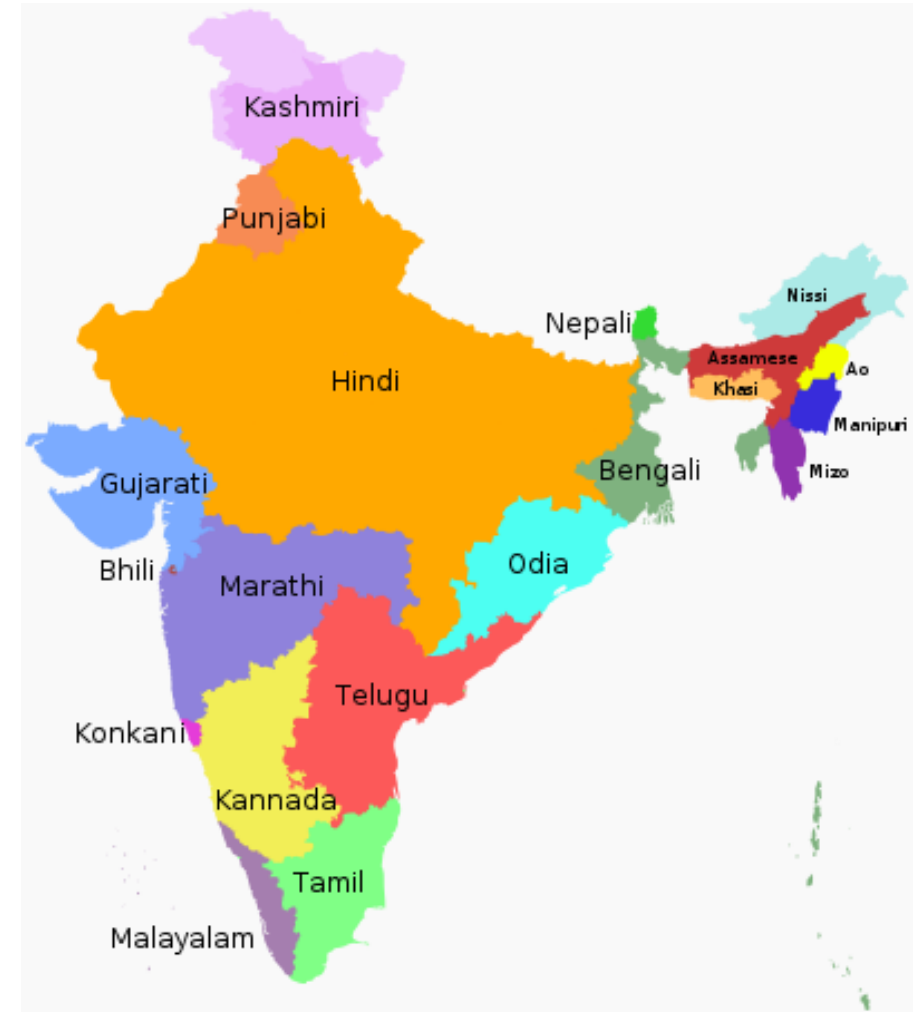 Kashmiri
Punjabi
Nissi
Nepali
Assamese
Ao
Hindi
Khasi
Manipuri
Bengali
Mizo
Gujarati
Odia
Bhili
Marathi
Telugu
Konkani
Kannada
Tamil
Malayalam